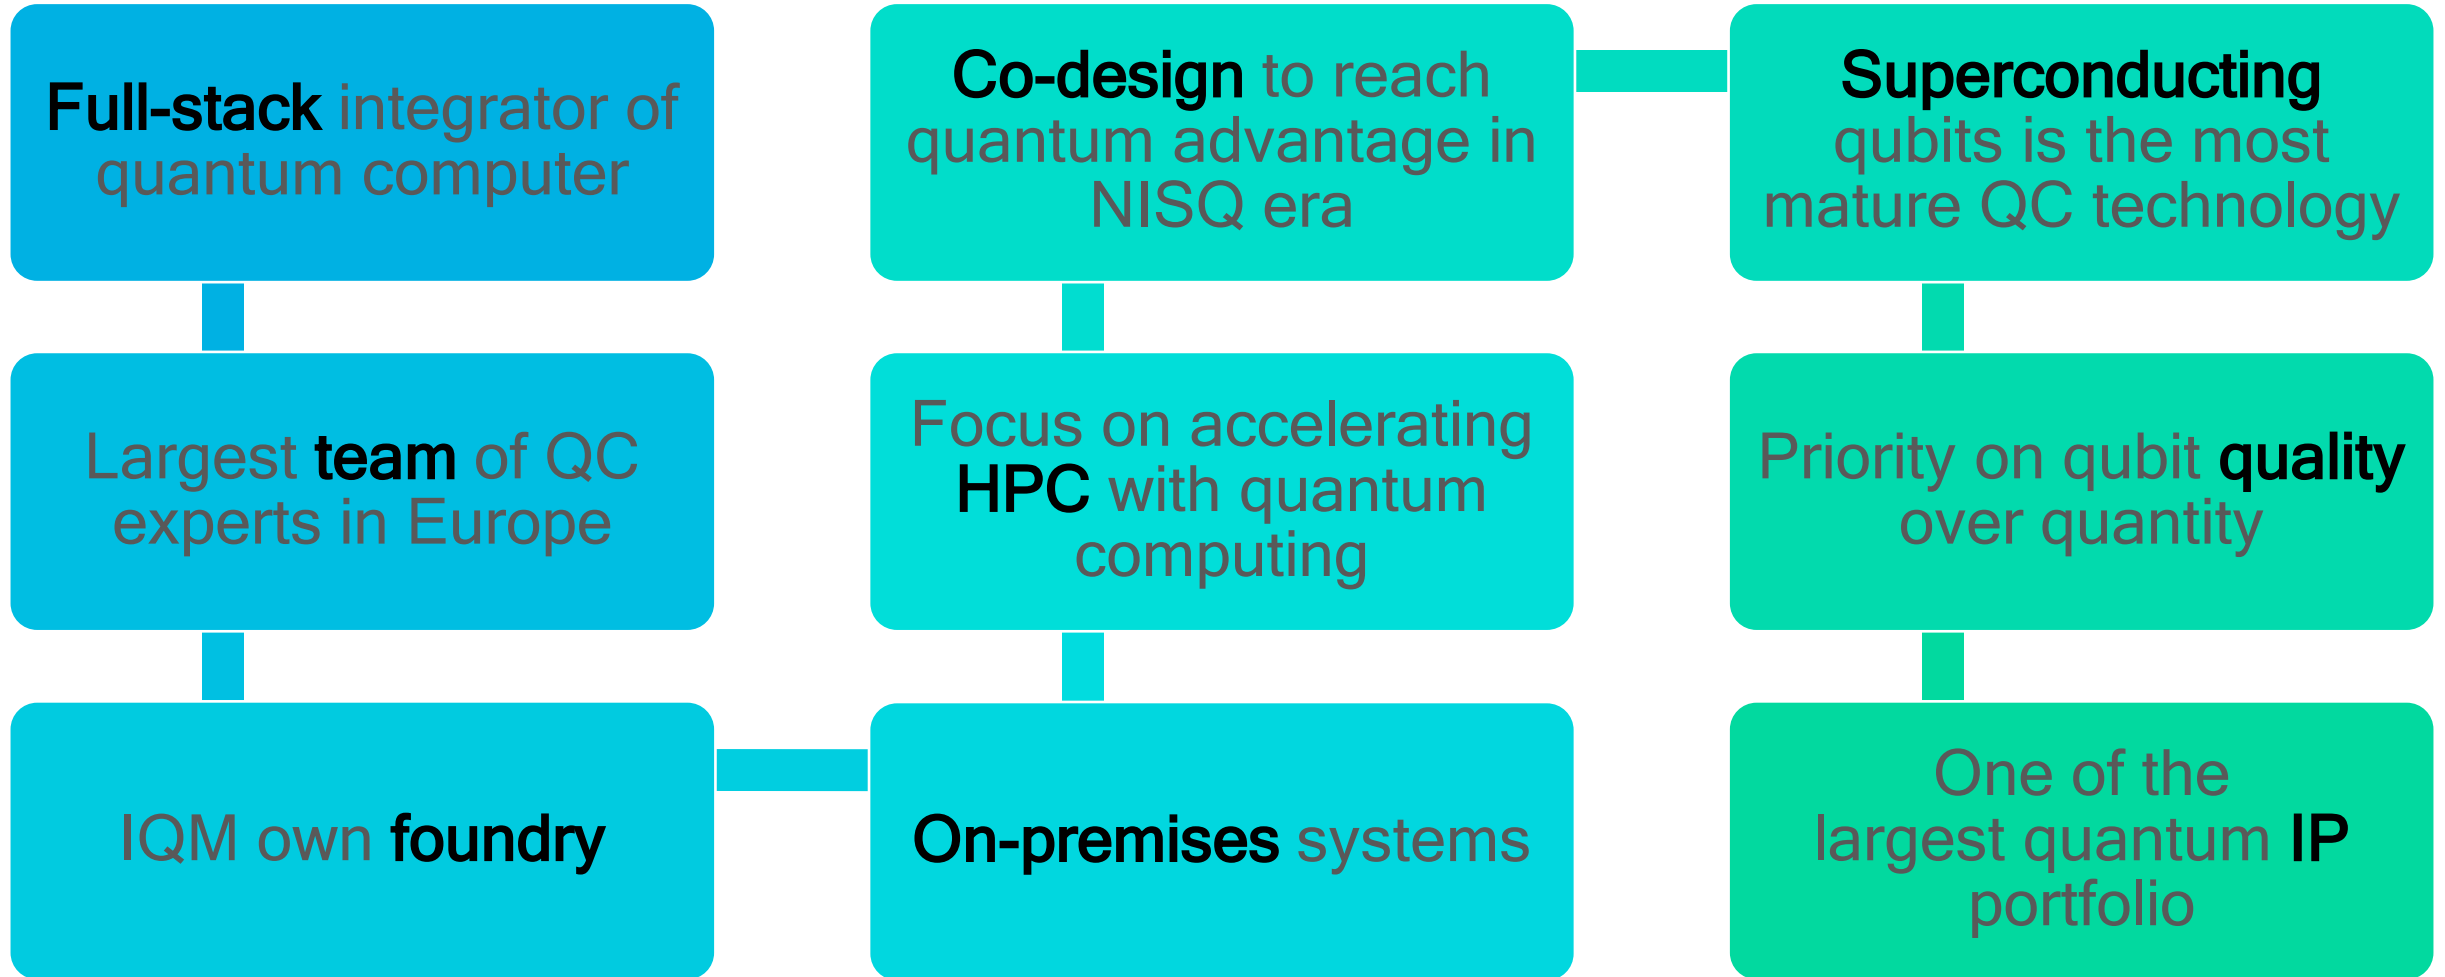 Full-stack integrator of
quantum computer
Largest team of QC
experts in Europe
IQM own foundry
On-premises systems
Focus on accelerating
HPC with quantum
computing
Co-design to reach
quantum advantage in
NISQ era
Superconducting
qubits is the most
mature QC technology
Priority on qubit quality
over quantity
One of the
largest quantum IP
portfolio